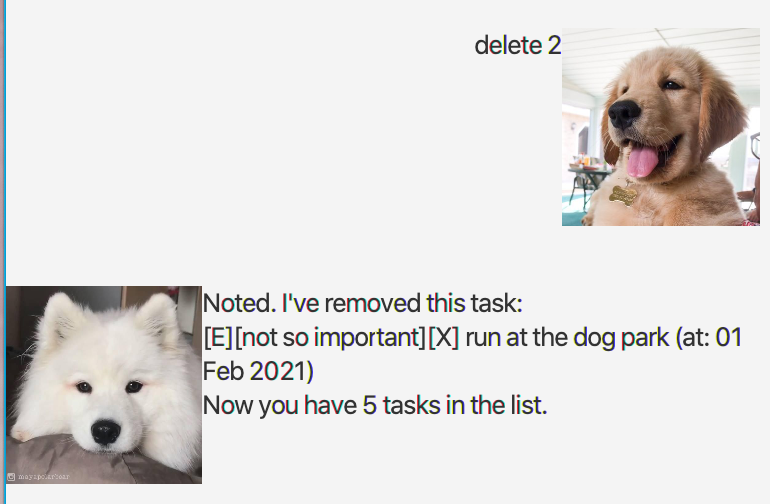 delete 2
Noted. I've removed this task:
[E][not so important][X] run at the dog park (at: 01
Feb 2021)
Now you have 5 tasks in the list.